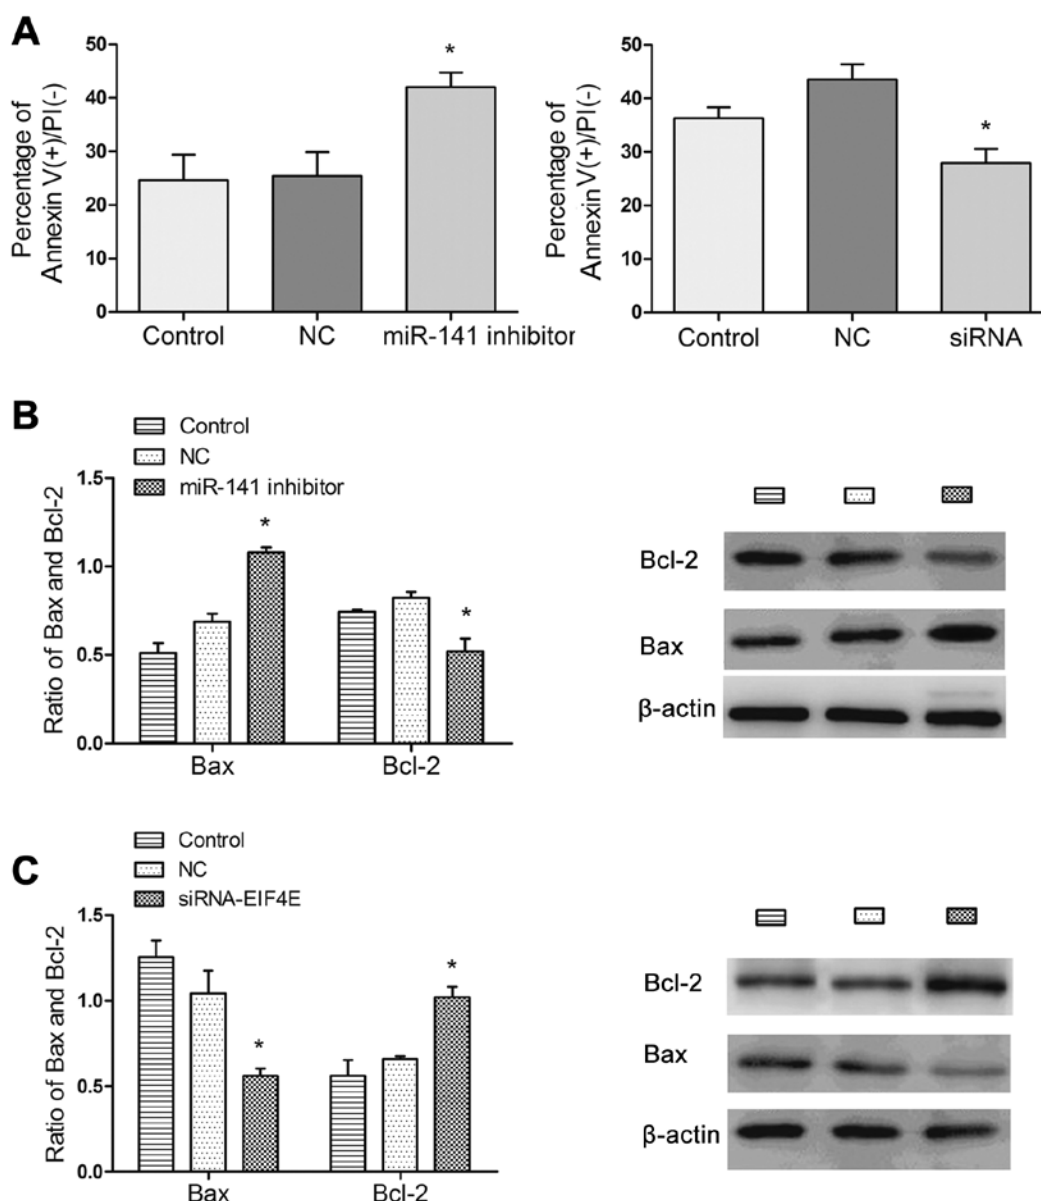 A
Percentage of
Annexin V(+)/PI(-)
50
40
30
20
10
0
*
Control NC miR-141 inhibitor
Percentage of
Annexin V(+)/PI(-)
50
40
30
20
10
0
*
Control NC siRNA
B
Control
NC
miR-141 inhibitor
Ratio of Bax and Bcl-2
1.5
1.0
0.5
0.0
*
*
Bax Bcl-2
Bcl-2
Bax
β-actin
C
Control
NC
siRNA-EIF4E
Ratio of Bax and Bcl-2
1.5
1.0
0.5
0.0
*
*
Bax Bcl-2
Bcl-2
Bax
β-actin